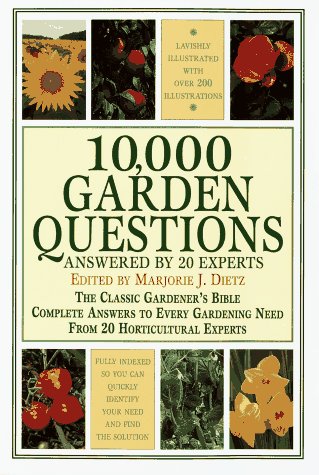 LAVISHLY
ILLUSTRATED
WITH
OVER 200
ILLUSTRATIONS
10,000
GARDEN
QUESTIONS
ANSWERED BY 20 EXPERTS
EDITED BY MARJORIE J. DIETZ
THE CLASSIC GARDENER'S BIBLE
COMPLETE ANSWERS TO EVERY GARDENING NEED
FROM 20 HORTICULTURAL EXPERTS
FULLY INDEXED
SO YOU CAN
QUICKLY
IDENTIFY
YOUR NEED
AND FIND
THE SOLUTION